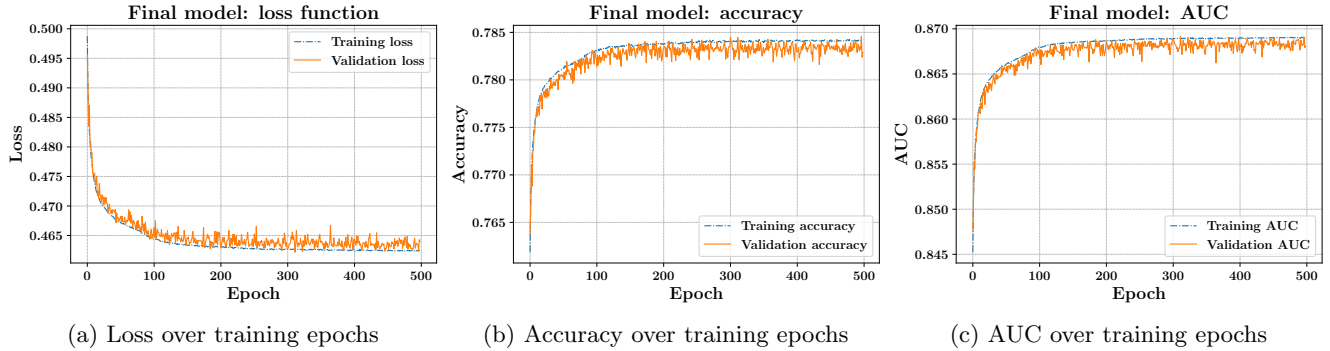 Final model: loss function
0.500
0.495
0.490
0.485
0.480
0.475
0.470
0.465
Loss
Training loss
Validation loss
0 100 200 300 400 500
Epoch
(a) Loss over training epochs
Final model: accuracy
0.785
0.780
0.775
0.770
0.765
Accuracy
Training accuracy
Validation accuracy
0 100 200 300 400 500
Epoch
(b) Accuracy over training epochs
Final model: AUC
0.870
0.865
0.860
0.855
0.850
0.845
AUC
Training AUC
Validation AUC
0 100 200 300 400 500
Epoch
(c) AUC over training epochs